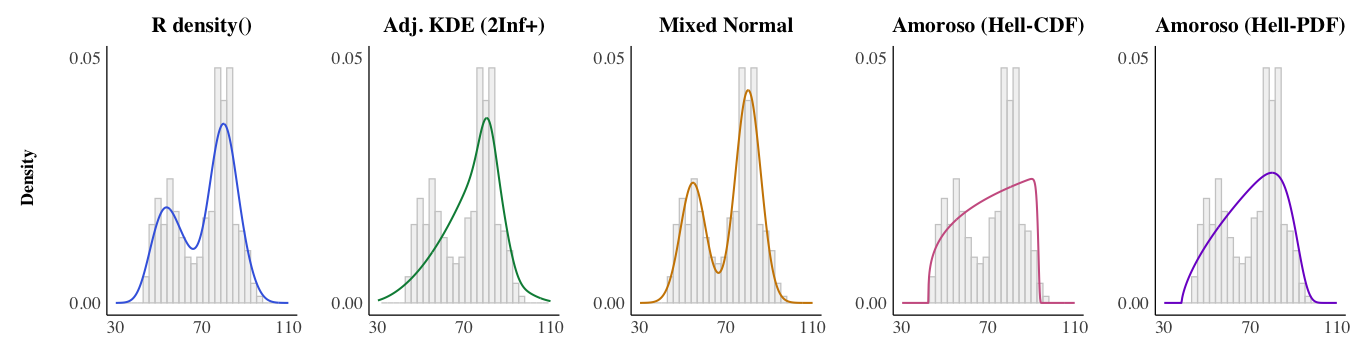 R density()
Adj. KDE (2Inf+)
Mixed Normal
Amoroso (Hell-CDF)
Amoroso (Hell-PDF)
Density
0.05
0.00
30 70 110
0.05
0.00
30 70 110
0.05
0.00
30 70 110
0.05
0.00
30 70 110
0.05
0.00
30 70 110